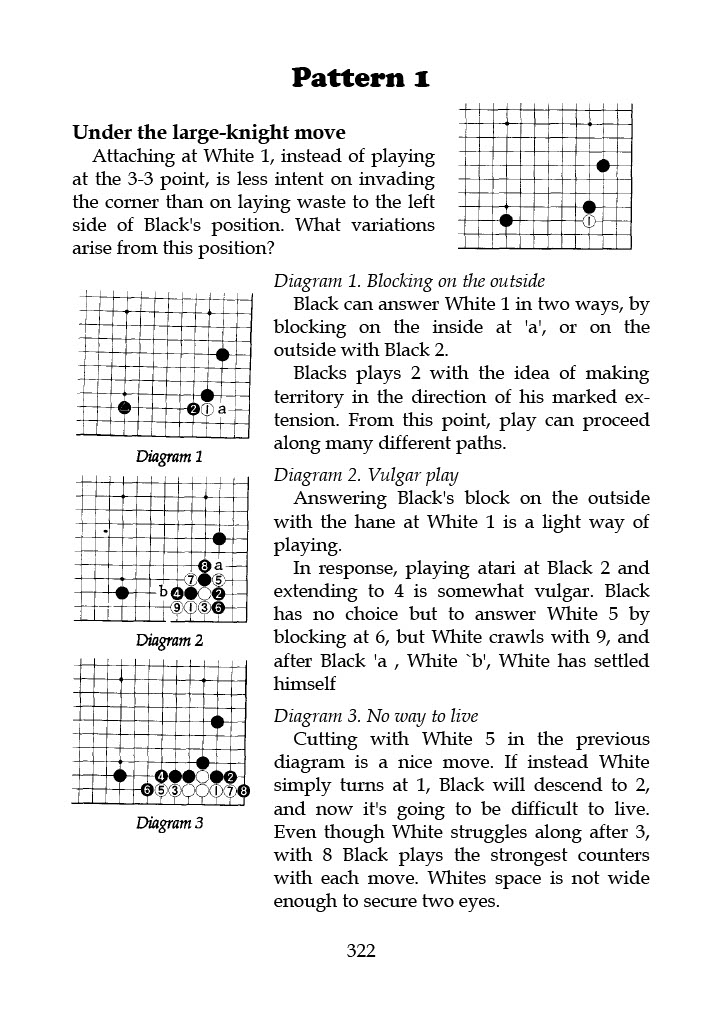 Pattern 1
Under the large-knight move
Attaching at White 1, instead of playing
at the 3-3 point, is less intent on invading
the corner than on laying waste to the left
side of Black's position. What variations
arise from this position?
1
Diagram 1. Blocking on the outside
Black can answer White 1 in two ways, by
blocking on the inside at 'a', or on the
outside with Black 2.
Blacks plays 2 with the idea of making
territory in the direction of his marked ex-
tension. From this point, play can proceed
along many different paths.
2 1 a
Diagram 1
Diagram 2. Vulgar play
Answering Black's block on the outside
with the hane at White 1 is a light way of
playing.
In response, playing atari at Black 2 and
extending to 4 is somewhat vulgar. Black
has no choice but to answer White 5 by
blocking at 6, but White crawls with 9, and
after Black 'a , White `b', White has settled
himself
8 a
7 5
b 4 2
9 1 3 6
Diagram 2
Diagram 3. No way to live
Cutting with White 5 in the previous
diagram is a nice move. If instead White
simply turns at 1, Black will descend to 2,
and now it's going to be difficult to live.
Even though White struggles along after 3,
with 8 Black plays the strongest counters
with each move. Whites space is not wide
enough to secure two eyes.
4 2
6 5 3 1 7 8
Diagram 3
322